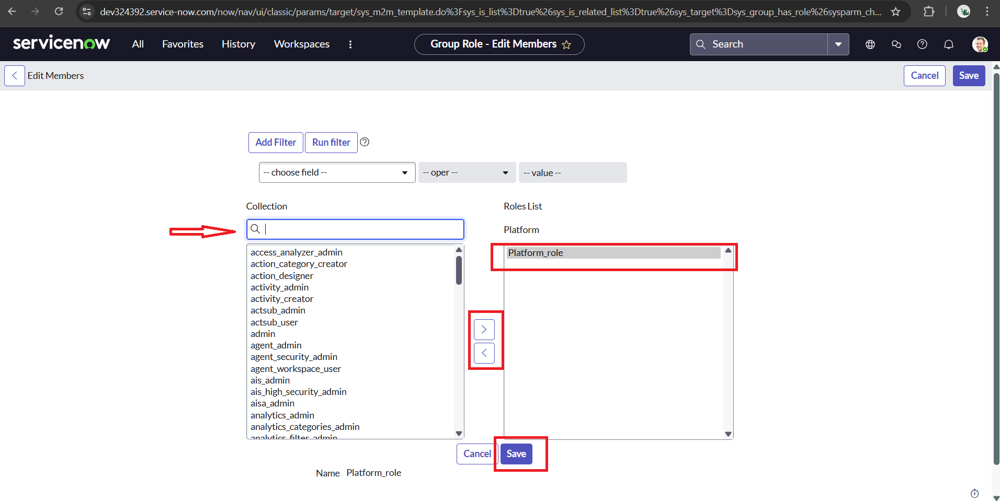 dev324392.service-now.com/now/nav/ui/classic/params/target/sys_m2m_template.do%3Fsys_is_list%3Dtrue%26sys_is_related_list%3Dtrue%26sys_target%3Dsys_group_has_role%26sysparm_ch...
servicenow All Favorites History Workspaces Group Role - Edit Members Search
Edit Members Cancel Save
Add Filter Run filter
-- choose field -- -- oper -- -- value --
Collection Roles List
Platform
access_analyzer_admin Platform_role
action_category_creator
action_designer
activity_admin
activity_creator
actsub_admin
actsub_user
admin
agent_admin
agent_security_admin
agent_workspace_user
ais_admin
ais_high_security_admin
aisa_admin
analytics_admin
analytics_categories_admin
analytics_filter_admin
Cancel Save
Name Platform_role